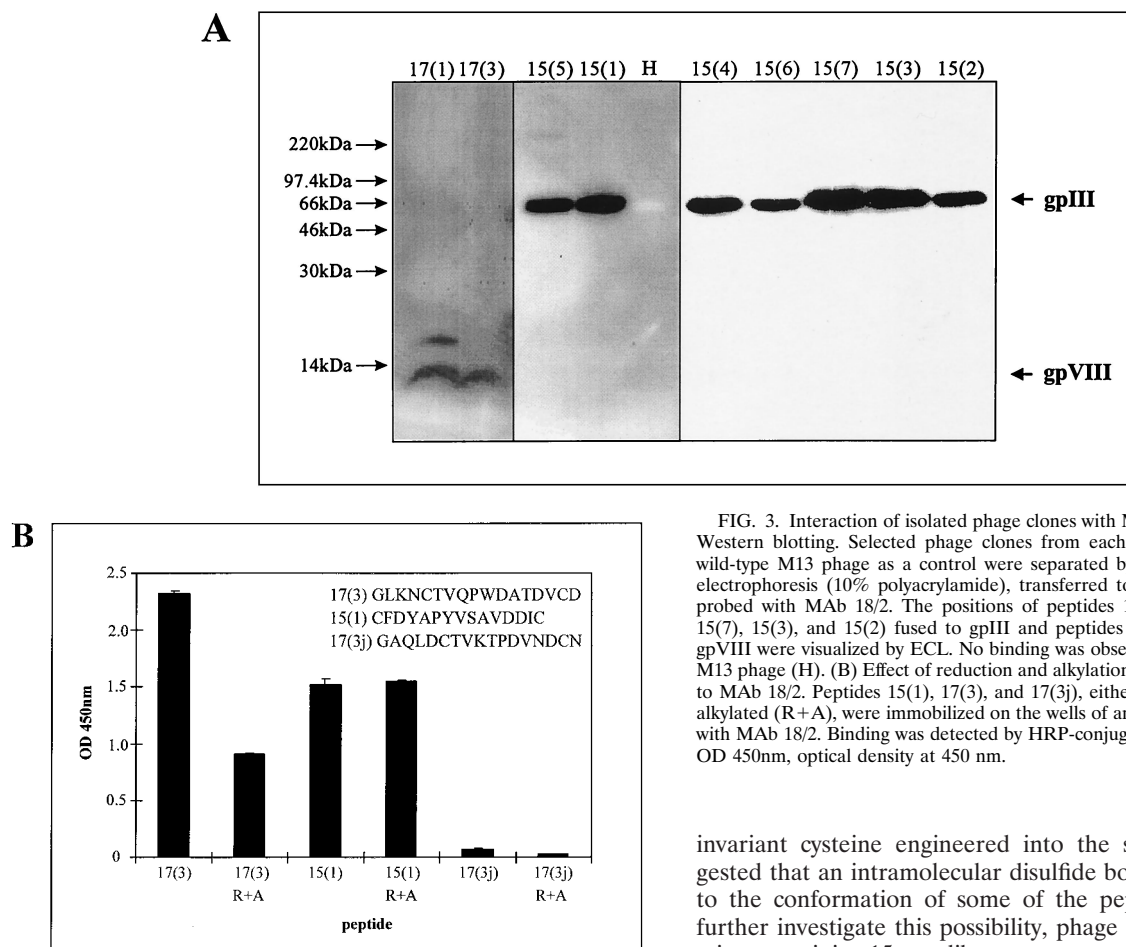 A
17(1) 17(3) 15(5) 15(1) H 15(4) 15(6) 15(7) 15(3) 15(2)
220kDa
97.4kDa
66kDa
gpIII
46kDa
30kDa
14kDa
gpVIII
B
2.5
2.0
1.5
1.0
0.5
0
OD 450nm
17(3) GLKNCTVQPWDATDVCD
15(1) CFDYAPYVSAVDDIC
17(3j) GAQLDCTVKTPDVNDCN
17(3) 17(3) 15(1) 15(1) 17(3j) 17(3j)
R+A R+A R+A
peptide
FIG. 3. Interaction of isolated phage clones with
Western blotting. Selected phage clones from each
wild-type M13 phage as a control were separated b
electrophoresis (10% polyacrylamide), transferred to
probed with MAb 18/2. The positions of peptides
15(7), 15(3), and 15(2) fused to gpIII and peptides
gpVIII were visualized by ECL. No binding was obser
M13 phage (H). (B) Effect of reduction and alkylation
to MAb 18/2. Peptides 15(1), 17(3), and 17(3j), eithe
alkylated (R+A), were immobilized on the wells of an
with MAb 18/2. Binding was detected by HRP-conjug
OD 450nm, optical density at 450 nm.
invariant cysteine engineered into the s
gested that an intramolecular disulfide bo
to the conformation of some of the pep
further investigate this possibility, phage